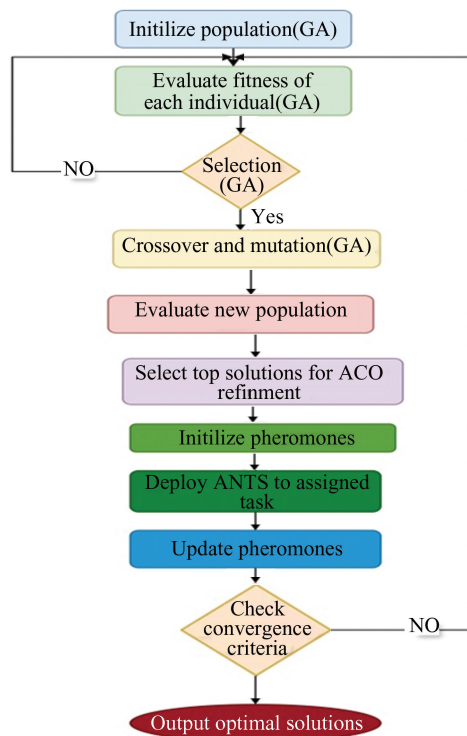 Initilize population(GA)
Evaluate fitness of
each individual(GA)
NO
Selection
(GA)
Yes
Crossover and mutation(GA)
Evaluate new population
Select top solutions for ACO
refinment
Initilize pheromones
Deploy ANTS to assigned
task
Update pheromones
Check
convergence
criteria
NO
Output optimal solutions